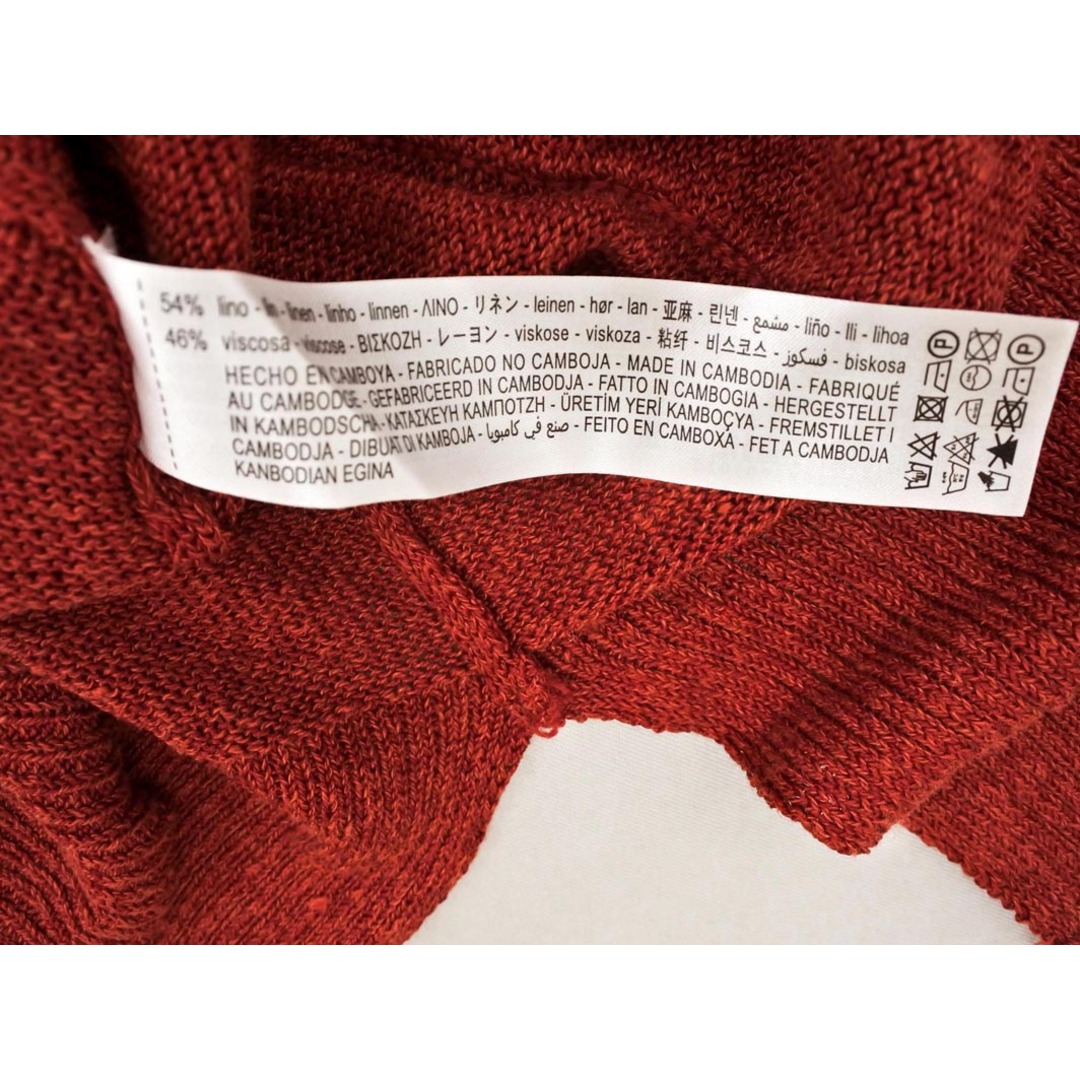 54% lino - lin - linen - linho - linnen - ΛΙΝΟ - リネン - leinen - hør - lan - 亚麻 - 린넨 - مشمع - liño - lli - lihoa
46% viscosa - viscose - ΒΙΣΚΟΖΗ - レーヨン - viskose - viskoza - 粘纤 - 비스코스 - فسكوز - biskosa
HECHO EN CAMBOYA - FABRICADO NO CAMBOJA - MADE IN CAMBODIA - FABRIQUÉ
AU CAMBODGE - GEFABRICEERD IN CAMBODJA - FATTO IN CAMBOGIA - HERGESTELLT
IN KAMBODSCHA - ΚΑΤΑΣΚΕΥΗ ΚΑΜΠΟΤΖΗ - ÜRETİM YERİ KAMBOÇYA - FREMSTILLET I
CAMBODJA - DIBUAT DI KAMBOJA - صنع في كامبوبا - FEITO EN CAMBOXA - FET A CAMBODJA
KANBODIAN EGINA
P P